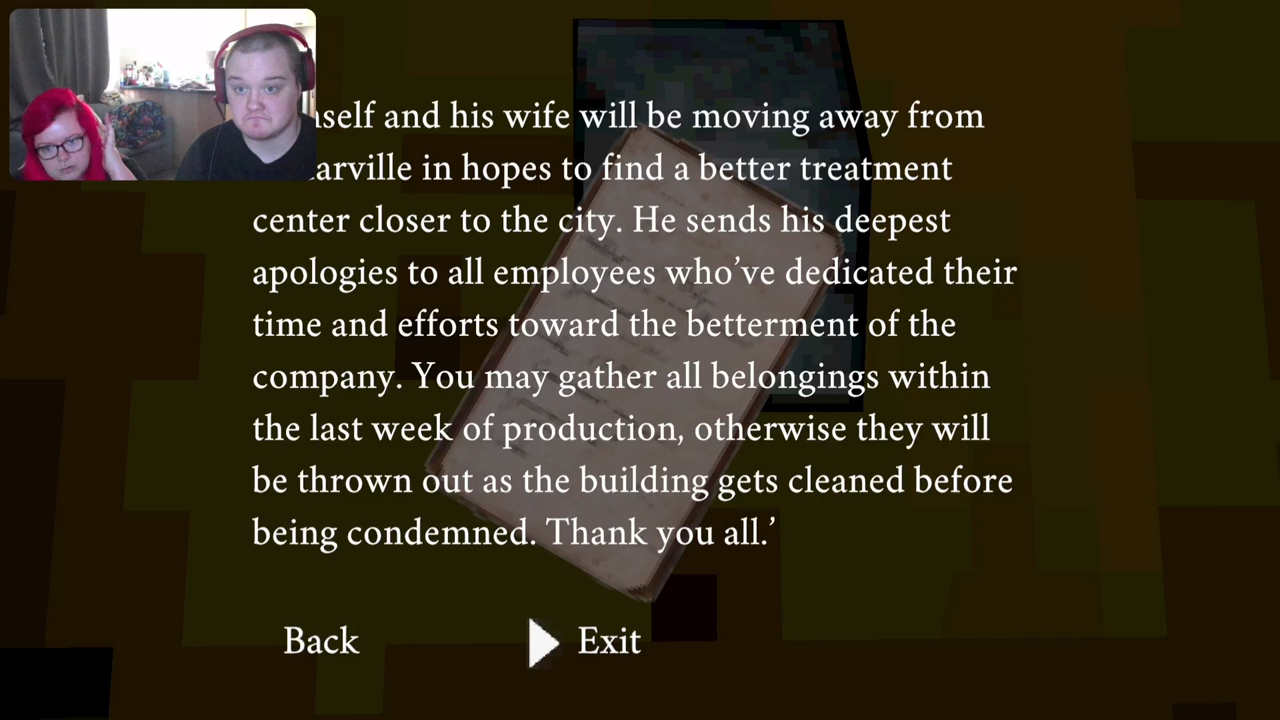 and his wife will be moving away from
in hopes to find a better treatment
center closer to the city. He sends his deepest
apologies to all employees who’ve dedicated their
time and efforts toward the betterment of the
company. You may gather all belongings within
the last week of production, otherwise they will
be thrown out as the building gets cleaned before
being condemned. Thank you all.’
Back
Exit